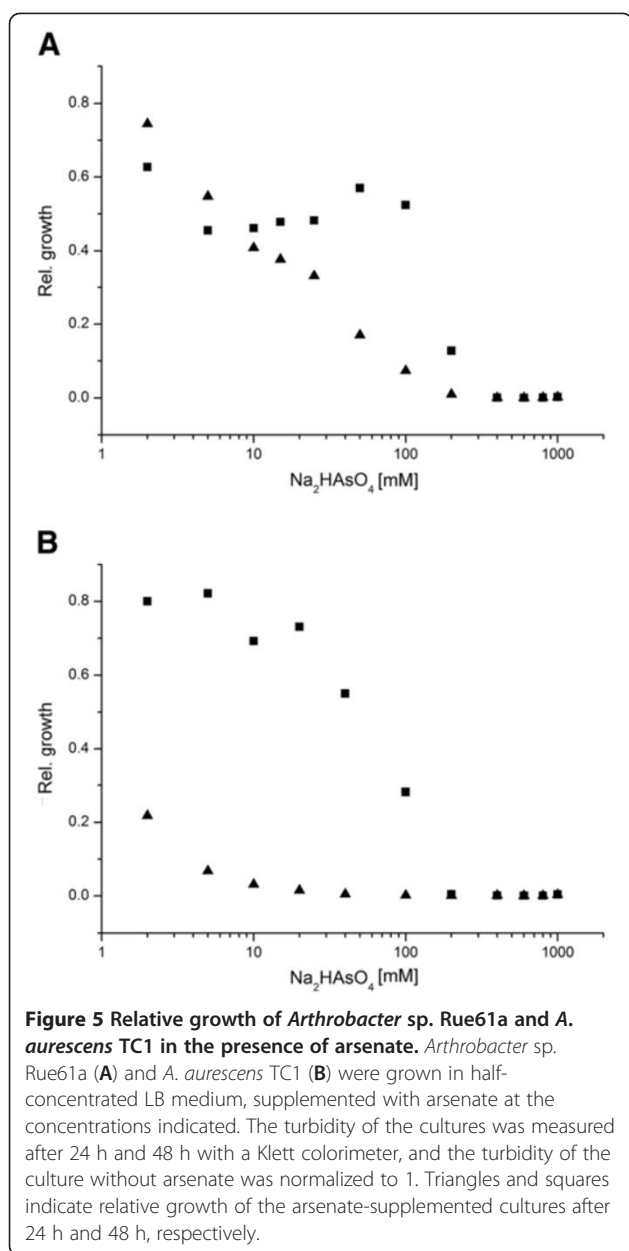 A
0.8
0.6
0.4
0.2
0.0
Rel. growth
1
10
100
1000
Na₂HAsO₄ [mM]
B
0.8
0.6
0.4
0.2
0.0
Rel. growth
1
10
100
1000
Na₂HAsO₄ [mM]
Figure 5 Relative growth of Arthrobacter sp. Rue61a and A.
aurescens TC1 in the presence of arsenate. Arthrobacter sp.
Rue61a (A) and A. aurescens TC1 (B) were grown in half-
concentrated LB medium, supplemented with arsenate at the
concentrations indicated. The turbidity of the cultures was measured
after 24 h and 48 h with a Klett colorimeter, and the turbidity of the
culture without arsenate was normalized to 1. Triangles and squares
indicate relative growth of the arsenate-supplemented cultures after
24 h and 48 h, respectively.